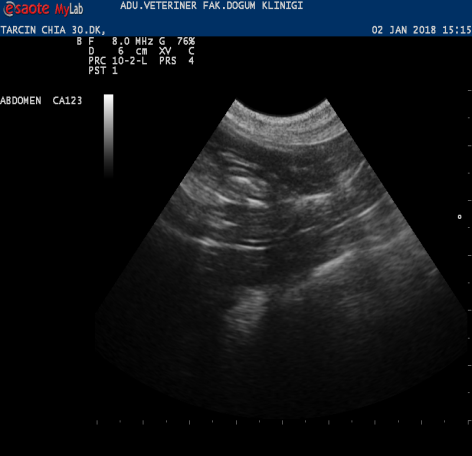 esaote MyLab
ADU.VETERINER FAK.DOGUM KLINIGI
TARCIN CHIA 30.DK,
02 JAN 2018 15:15
B F 8.0 MHz G 76%
D 6 cm XV C
PRC 10-2-L PRS 4
PST 1
ABDOMEN CA123